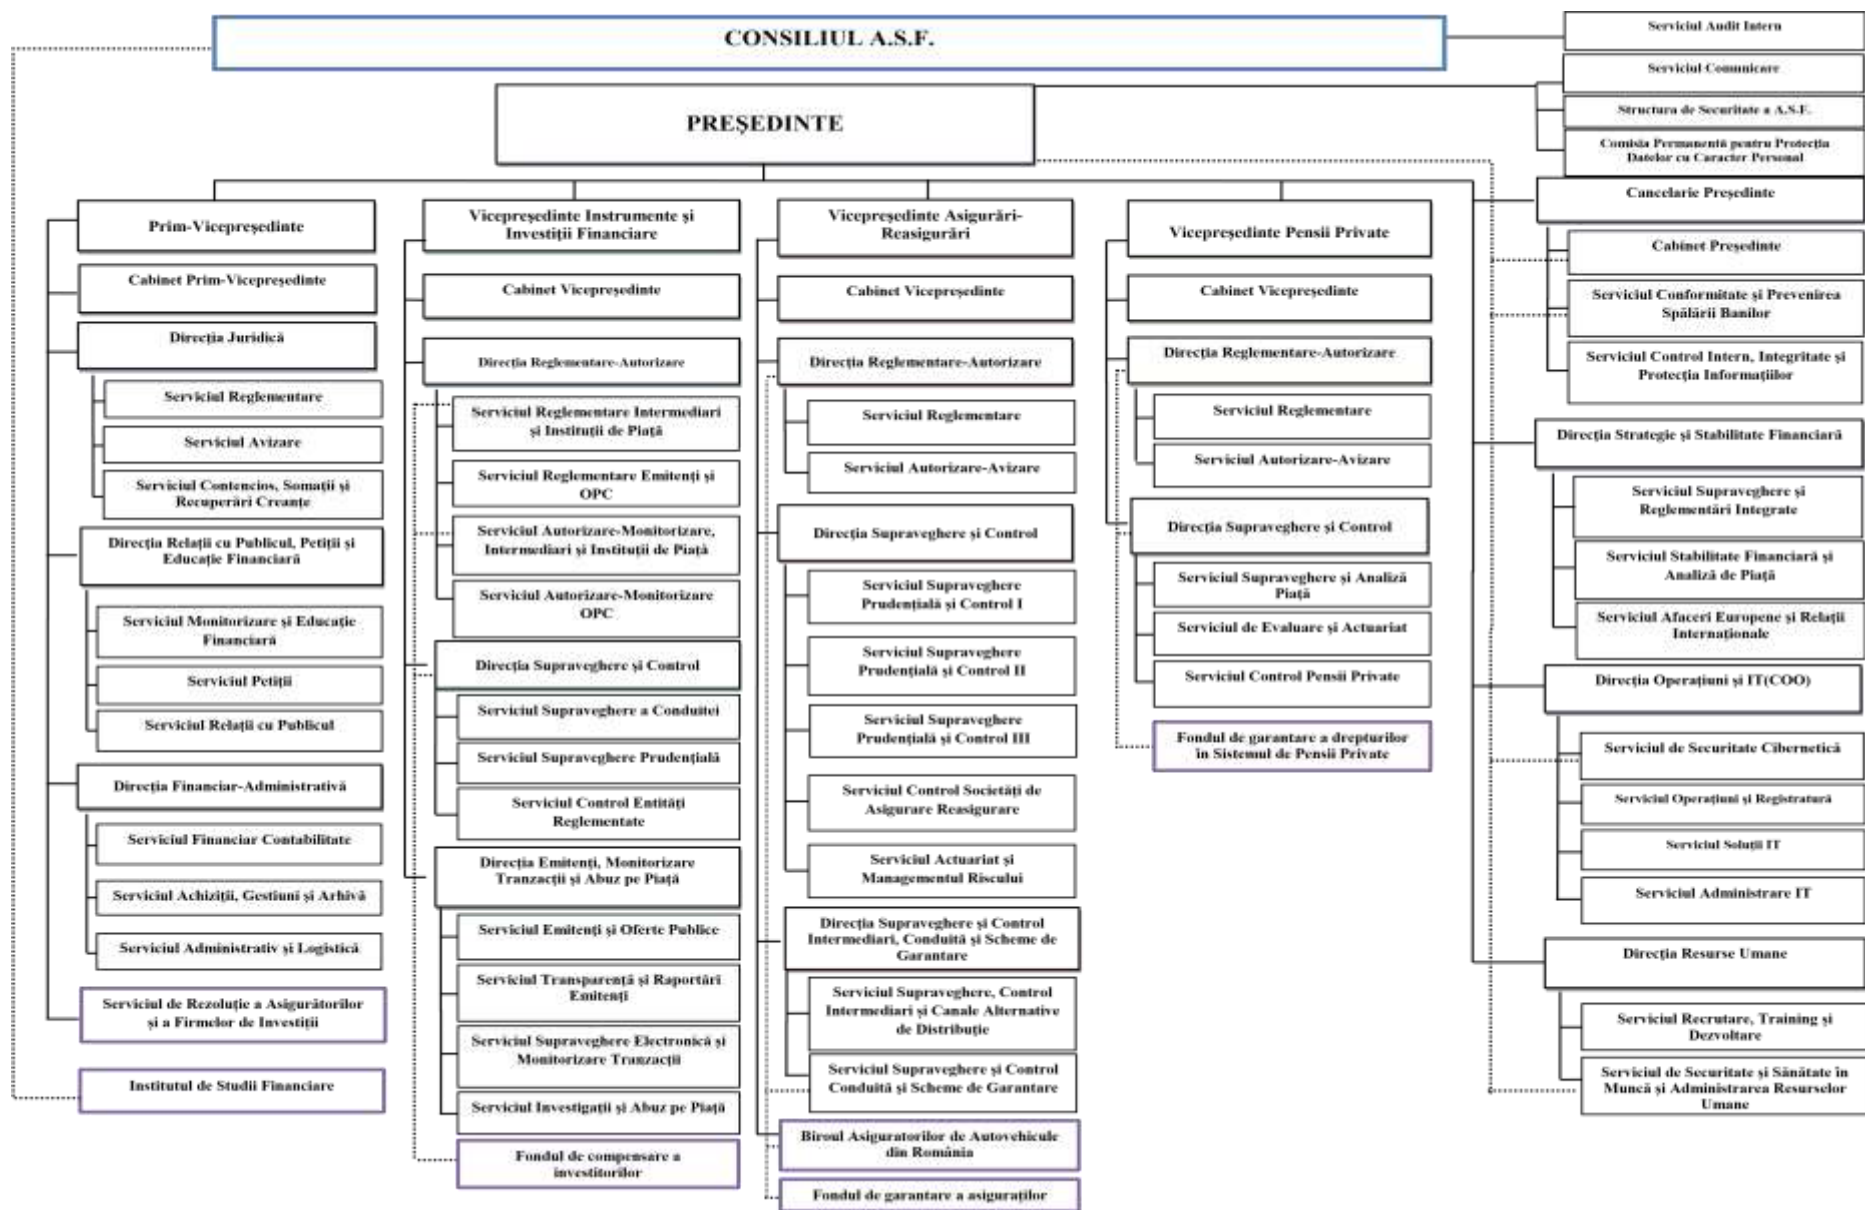 CONSILIUL A.S.F.
PREȘEDINTE
Serviciul Audit Intern
Serviciul Comunicare
Structura de Securitate a A.S.F.
Comisia Permanentă pentru Protecția
Datelor cu Caracter Personal
Prim-Vicepreședinte
Cabinet Prim-Vicepreședinte
Direcția Juridică
Serviciul Reglementare
Serviciul Avizare
Serviciul Contencios, Somații și
Recuperări Creanțe
Direcția Relații cu Publicul, Petiții și
Educație Financiară
Serviciul Monitorizare și Educație
Financiară
Serviciul Petiții
Serviciul Relații cu Publicul
Direcția Financiar-Administrativă
Serviciul Financiar Contabilitate
Serviciul Achiziții, Gestiuni și Arhivă
Serviciul Administrativ și Logistică
Serviciul de Rezoluție a Asigurătorilor
și a Firmelor de Investiții
Institutul de Studii Financiare
Vicepreședinte Instrumente și
Investiții Financiare
Cabinet Vicepreședinte
Direcția Reglementare-Autorizare
Serviciul Reglementare Intermediari
și Instituții de Piață
Serviciul Reglementare Emitenți și
OPC
Serviciul Autorizare-Monitorizare,
Intermediari și Instituții de Piață
Serviciul Autorizare-Monitorizare
OPC
Direcția Supraveghere și Control
Serviciul Supraveghere a Conduitei
Serviciul Supraveghere Prudențială
Serviciul Control Entități
Reglementate
Direcția Emitenți, Monitorizare
Tranzacții și Abuz pe Piață
Serviciul Emitenți și Oferte Publice
Serviciul Transparență și Raportări
Emitenți
Serviciul Supraveghere Electronică și
Monitorizare Tranzacții
Serviciul Investigații și Abuz pe Piață
Fondul de compensare a
investitorilor
Vicepreședinte Asigurări-
Reasigurări
Cabinet Vicepreședinte
Direcția Reglementare-Autorizare
Serviciul Reglementare
Serviciul Autorizare-Avizare
Direcția Supraveghere și Control
Serviciul Supraveghere
Prudențială și Control I
Serviciul Supraveghere
Prudențială și Control II
Serviciul Supraveghere
Prudențială și Control III
Serviciul Control Societăți de
Asigurare Reasigurare
Serviciul Actuariat și
Managementul Riscului
Direcția Supraveghere și Control
Intermediari, Conduită și Scheme de
Garantare
Serviciul Supraveghere, Control
Intermediari și Canale Alternative
de Distribuție
Serviciul Supraveghere și Control
Conduită și Scheme de Garantare
Biroul Asiguratorilor de Autovehicule
din România
Fondul de garantare a asiguraților
Vicepreședinte Pensii Private
Cabinet Vicepreședinte
Direcția Reglementare-Autorizare
Serviciul Reglementare
Serviciul Autorizare-Avizare
Direcția Supraveghere și Control
Serviciul Supraveghere și Analiză
Piață
Serviciul de Evaluare și Actuariat
Serviciul Control Pensii Private
Fondul de garantare a drepturilor
în Sistemul de Pensii Private
Cancelarie Președinte
Cabinet Președinte
Serviciul Conformitate și Prevenirea
Spălării Banilor
Serviciul Control Intern, Integritate și
Protecția Informațiilor
Direcția Strategie și Stabilitate Financiară
Serviciul Supraveghere și
Reglementări Integrate
Serviciul Stabilitate Financiară și
Analiză de Piață
Serviciul Afaceri Europene și Relații
Internaționale
Direcția Operațiuni și IT(COO)
Serviciul de Securitate Cibernetică
Serviciul Operațiuni și Registratură
Serviciul Soluții IT
Serviciul Administrare IT
Direcția Resurse Umane
Serviciul Recrutare, Training și
Dezvoltare
Serviciul de Securitate și Sănătate în
Muncă și Administrarea Resurselor
Umane